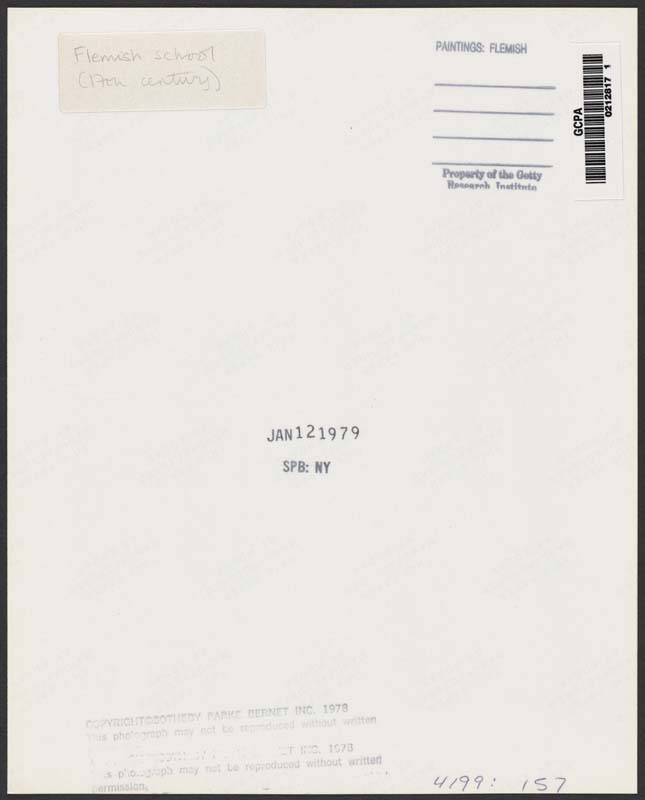 Flemish school
(17th century)
PAINTINGS: FLEMISH
Property of the Getty
Research Institute
GCPA
0212817 1
JAN 12 1979
SPB: NY
COPYRIGHT©SOTHEBY PARKE BERNET INC. 1978
This photograph may not be reproduced without written
INC. 1978
photograph may not be reproduced without written
permission.
4199: 157